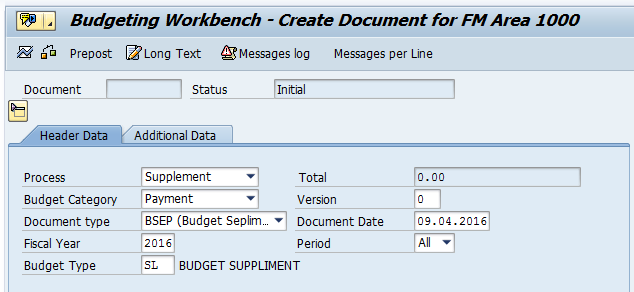 Budgeting Workbench - Create Document for FM Area 1000
Prepost Long Text Messages log Messages per Line
Document Status Initial
Header Data Additional Data
Process Supplement Total 0.00
Budget Category Payment Version 0
Document type BSEP (Budget Seplim... Document Date 09.04.2016
Fiscal Year 2016 Period All
Budget Type SL BUDGET SUPPLIMENT